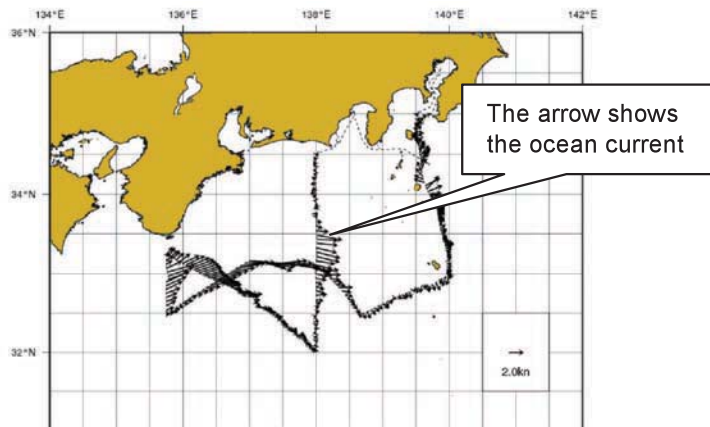 134°E
136°E
138°E
140°E
142°E
36°N
The arrow shows
the ocean current
34°N
32°N
2.0kn